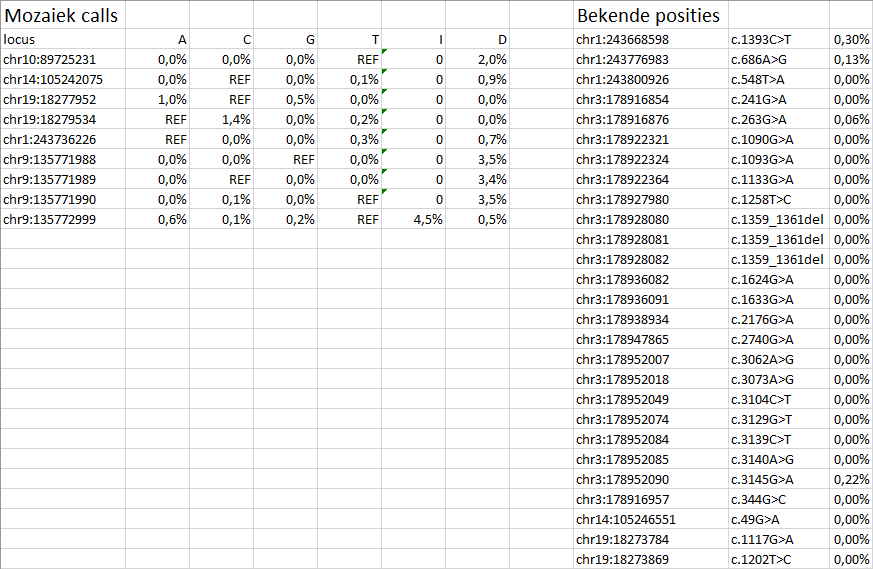 Mozaiek calls Bekende posities
locus A C G T I D chr1:243668598 c.1393C>T 0,30%
chr10:89725231 0,0% 0,0% 0,0% REF 0 2,0% chr1:243776983 c.686A>G 0,13%
chr14:105242075 0,0% REF 0,0% 0,1% 0 0,9% chr1:243800926 c.548T>A 0,00%
chr19:18277952 1,0% REF 0,5% 0,0% 0 0,0% chr3:178916854 c.241G>A 0,00%
chr19:18279534 REF 1,4% 0,0% 0,2% 0 0,0% chr3:178916876 c.263G>A 0,06%
chr1:243736226 REF 0,0% 0,0% 0,3% 0 0,7% chr3:178922321 c.1090G>A 0,00%
chr9:135771988 0,0% 0,0% REF 0,0% 0 3,5% chr3:178922324 c.1093G>A 0,00%
chr9:135771989 0,0% REF 0,0% 0,0% 0 3,4% chr3:178922364 c.1133G>A 0,00%
chr9:135771990 0,0% 0,1% 0,0% REF 0 3,5% chr3:178927980 c.1258T>C 0,00%
chr9:135772999 0,6% 0,1% 0,2% REF 4,5% 0,5% chr3:178928080 c.1359_1361del 0,00%
chr3:178928081 c.1359_1361del 0,00%
chr3:178928082 c.1359_1361del 0,00%
chr3:178936082 c.1624G>A 0,00%
chr3:178936091 c.1633G>A 0,00%
chr3:178938934 c.2176G>A 0,00%
chr3:178947865 c.2740G>A 0,00%
chr3:178952007 c.3062A>G 0,00%
chr3:178952018 c.3073A>G 0,00%
chr3:178952049 c.3104C>T 0,00%
chr3:178952074 c.3129G>T 0,00%
chr3:178952084 c.3139C>T 0,00%
chr3:178952085 c.3140A>G 0,00%
chr3:178952090 c.3145G>A 0,22%
chr3:178916957 c.344G>C 0,00%
chr14:105246551 c.49G>A 0,00%
chr19:18273784 c.1117G>A 0,00%
chr19:18273869 c.1202T>C 0,00%